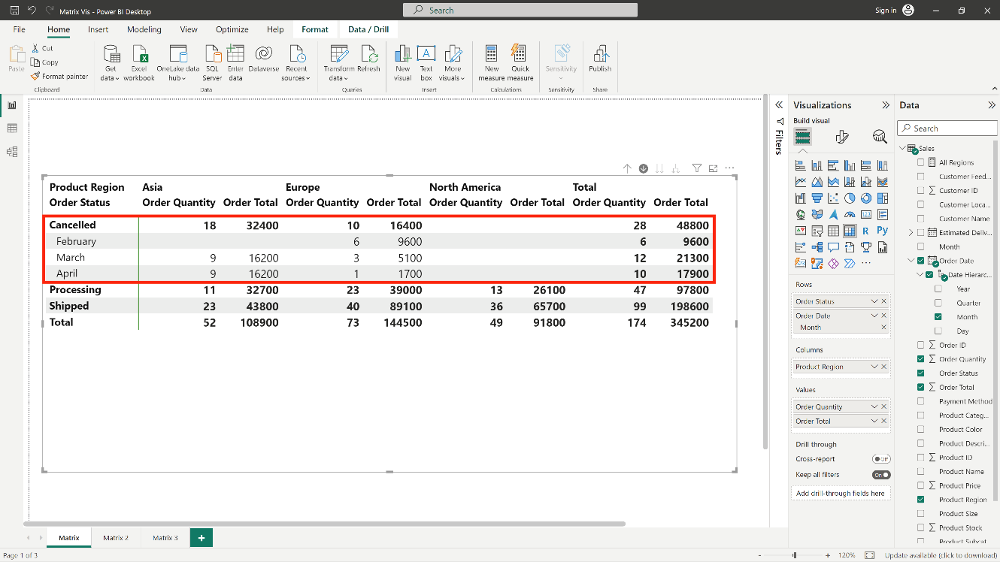 Matrix Vis - Power BI Desktop
Search
Sign in
File
Home
Insert
Modeling
View
Optimize
Help
Format
Data / Drill
Paste
Cut
Copy
Format painter
Clipboard
Get data
Excel workbook
OneLake data hub
SQL Server
Enter data
Dataverse
Recent sources
Data
Transform data
Refresh
Queries
New visual
Text box
More visuals
Insert
New measure
Quick measure
Calculations
Sensitivity
Sensitivity
Publish
Share
Product Region Asia Europe North America Total
Order Status Order Quantity Order Total Order Quantity Order Total Order Quantity Order Total Order Quantity Order Total
Cancelled 18 32400 10 16400 28 48800
February 6 9600 6 9600
March 9 16200 3 5100 12 21300
April 9 16200 1 1700 10 17900
Processing 11 32700 23 39000 13 26100 47 97800
Shipped 23 43800 40 89100 36 65700 99 198600
Total 52 108900 73 144500 49 91800 174 345200
Filters
Visualizations
Build visual
R
Py
123
Rows
Order Status
Order Date
Month
Columns
Product Region
Values
Order Quantity
Order Total
Drill through
Cross-report
Off
Keep all filters
On
Add drill-through fields here
Data
Search
Sales
All Regions
Customer Feed...
Customer ID
Customer Loca...
Customer Name
Estimated Deliv...
Month
Order Date
Date Hierarc...
Year
Quarter
Month
Day
Order ID
Order Quantity
Order Status
Order Total
Payment Method
Product Categ...
Product Color
Product Descri...
Product ID
Product Name
Product Price
Product Region
Product Size
Product Stock
Product Subcat...
Matrix
Matrix 2
Matrix 3
+
Page 1 of 3
- + 120%
Update available (click to download)